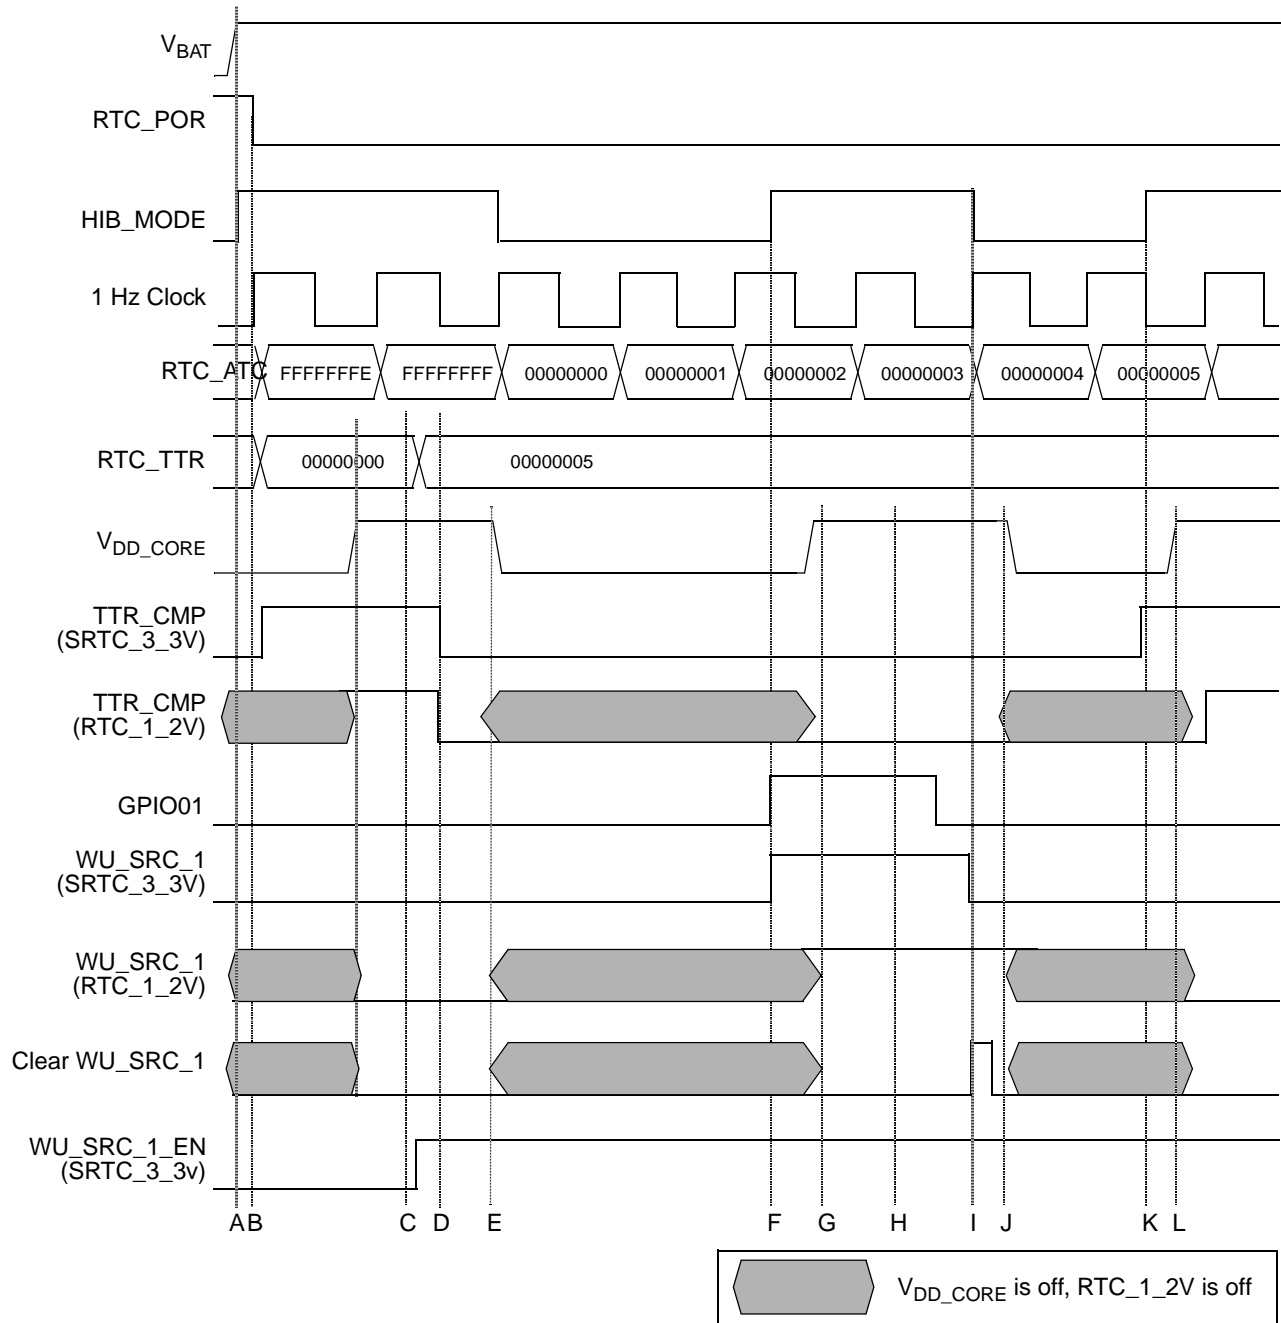 VBAT
RTC_POR
HIB_MODE
1 Hz Clock
RTC_ATC FFFFFFFE FFFFFFFF 00000000 00000001 00000002 00000003 00000004 00000005
RTC_TTR 00000000 00000005
VDD_CORE
TTR_CMP
(SRTC_3_3V)
TTR_CMP
(RTC_1_2V)
GPIO01
WU_SRC_1
(SRTC_3_3V)
WU_SRC_1
(RTC_1_2V)
Clear WU_SRC_1
WU_SRC_1_EN
(SRTC_3_3v)
A B C D E F G H I J K L
VDD_CORE is off, RTC_1_2V is off